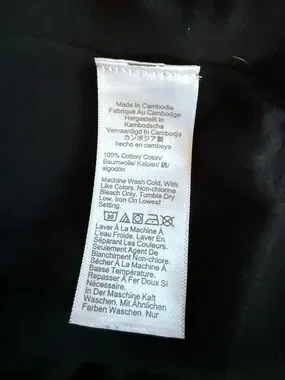 Made In Cambodia
Fabriqué Au Cambodge
Hergestellt In
Kambodscha
Vervaardigd In Cambodja
カンボジア製
hecho en camboya
100% Cotton/ Coton/
Baumwolle/ Katoen/ 綿/
algodón
Machine Wash Cold. With
Like Colors. Non-chlorine
Bleach Only, Tumble Dry
Low, Iron On Lowest
Setting.
30
Laver À La Machine À
L'eau Froide. Laver En
Séparant Les Couleurs.
Seulement Agent De
Blanchiment Non-chlore.
Sécher À La Machine À
Basse Température.
Repasser À Fer Doux Si
Nécessaire.
In Der Maschine Kalt
Waschen. Mit Ähnlichen
Farben Waschen. Nur